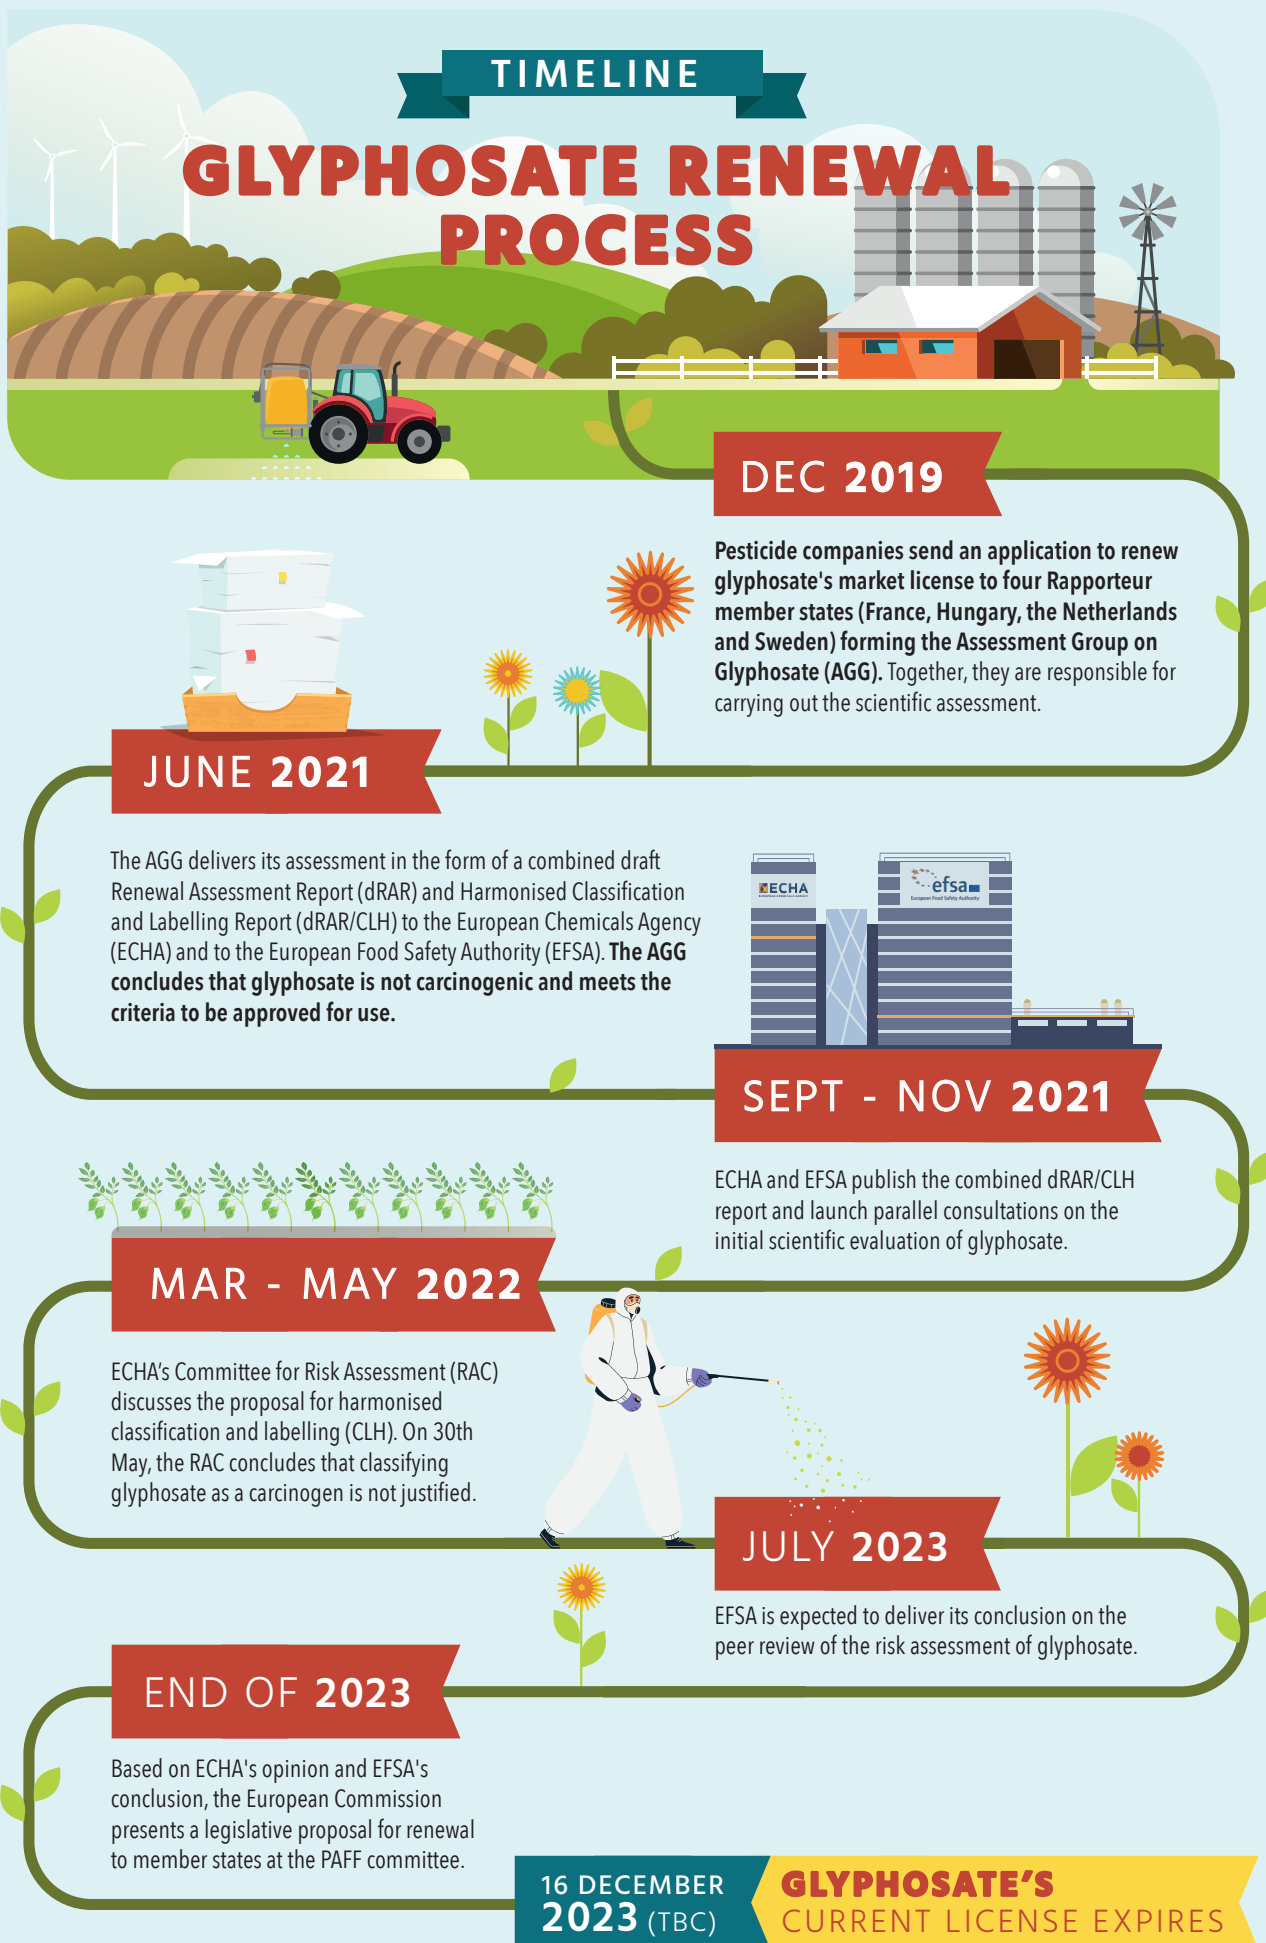 TIMELINE
GLYPHOSATE RENEWAL
PROCESS
DEC 2019
Pesticide companies send an application to renew
glyphosate's market license to four Rapporteur
member states (France, Hungary, the Netherlands
and Sweden) forming the Assessment Group on
Glyphosate (AGG). Together, they are responsible for
carrying out the scientific assessment.
JUNE 2021
The AGG delivers its assessment in the form of a combined draft
Renewal Assessment Report (dRAR) and Harmonised Classification
and Labelling Report (dRAR/CLH) to the European Chemicals Agency
(ECHA) and to the European Food Safety Authority (EFSA). The AGG
concludes that glyphosate is not carcinogenic and meets the
criteria to be approved for use.
ECHA
EUROPEAN CHEMICALS AGENCY
efsa
European Food Safety Authority
SEPT - NOV 2021
ECHA and EFSA publish the combined dRAR/CLH
report and launch parallel consultations on the
initial scientific evaluation of glyphosate.
MAR - MAY 2022
ECHA’s Committee for Risk Assessment (RAC)
discusses the proposal for harmonised
classification and labelling (CLH). On 30th
May, the RAC concludes that classifying
glyphosate as a carcinogen is not justified.
JULY 2023
EFSA is expected to deliver its conclusion on the
peer review of the risk assessment of glyphosate.
END OF 2023
Based on ECHA's opinion and EFSA's
conclusion, the European Commission
presents a legislative proposal for renewal
to member states at the PAFF committee.
16 DECEMBER
2023 (TBC)
GLYPHOSATE’S
CURRENT LICENSE EXPIRES